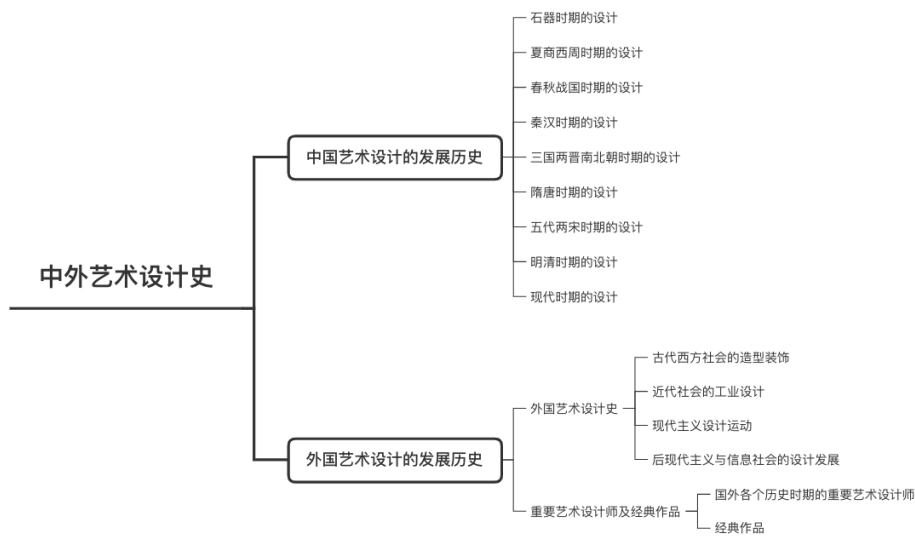 中外艺术设计史
中国艺术设计的发展历史
石器时期的设计
夏商西周时期的设计
春秋战国时期的设计
秦汉时期的设计
三国两晋南北朝时期的设计
隋唐时期的设计
五代两宋时期的设计
明清时期的设计
现代时期的设计
外国艺术设计的发展历史
外国艺术设计史
古代西方社会的造型装饰
近代社会的工业设计
现代主义设计运动
后现代主义与信息社会的设计发展
重要艺术设计师及经典作品
国外各个历史时期的重要艺术设计师
经典作品